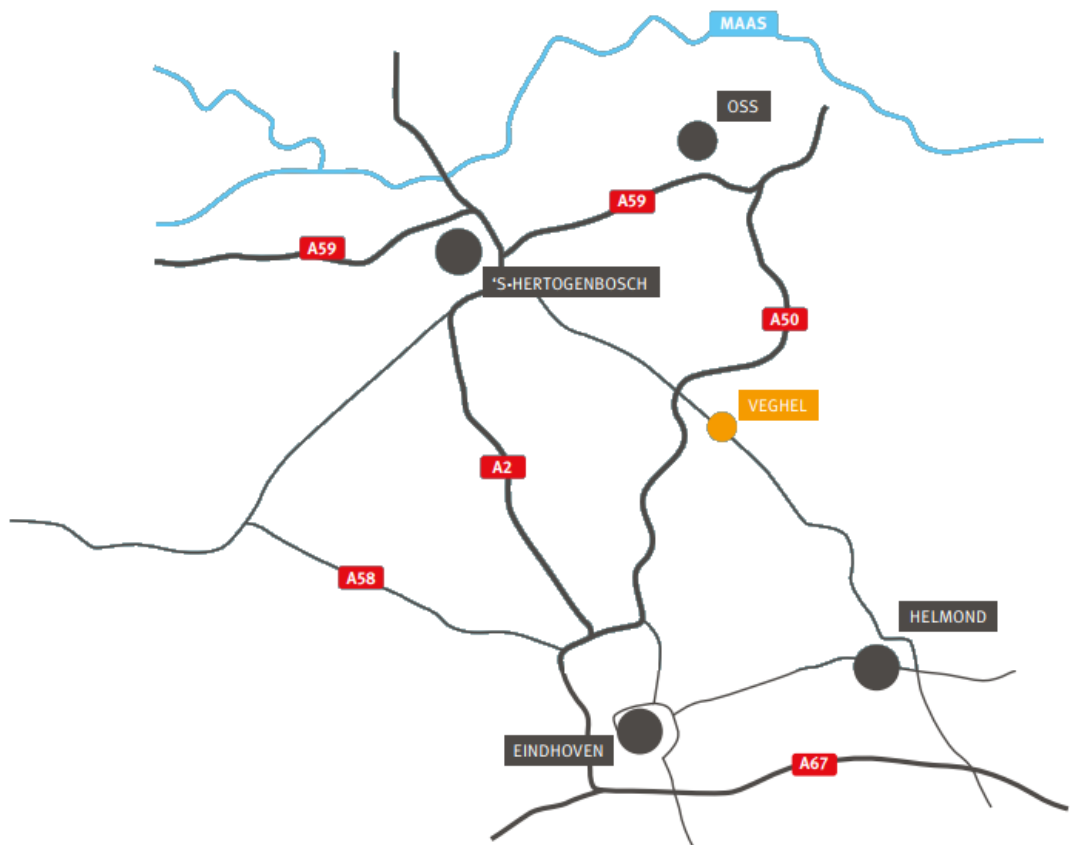 MAAS
OSS
A59
A59
‘S-HERTOGENBOSCH
A50
VEGHEL
A2
A58
HELMOND
EINDHOVEN
A67